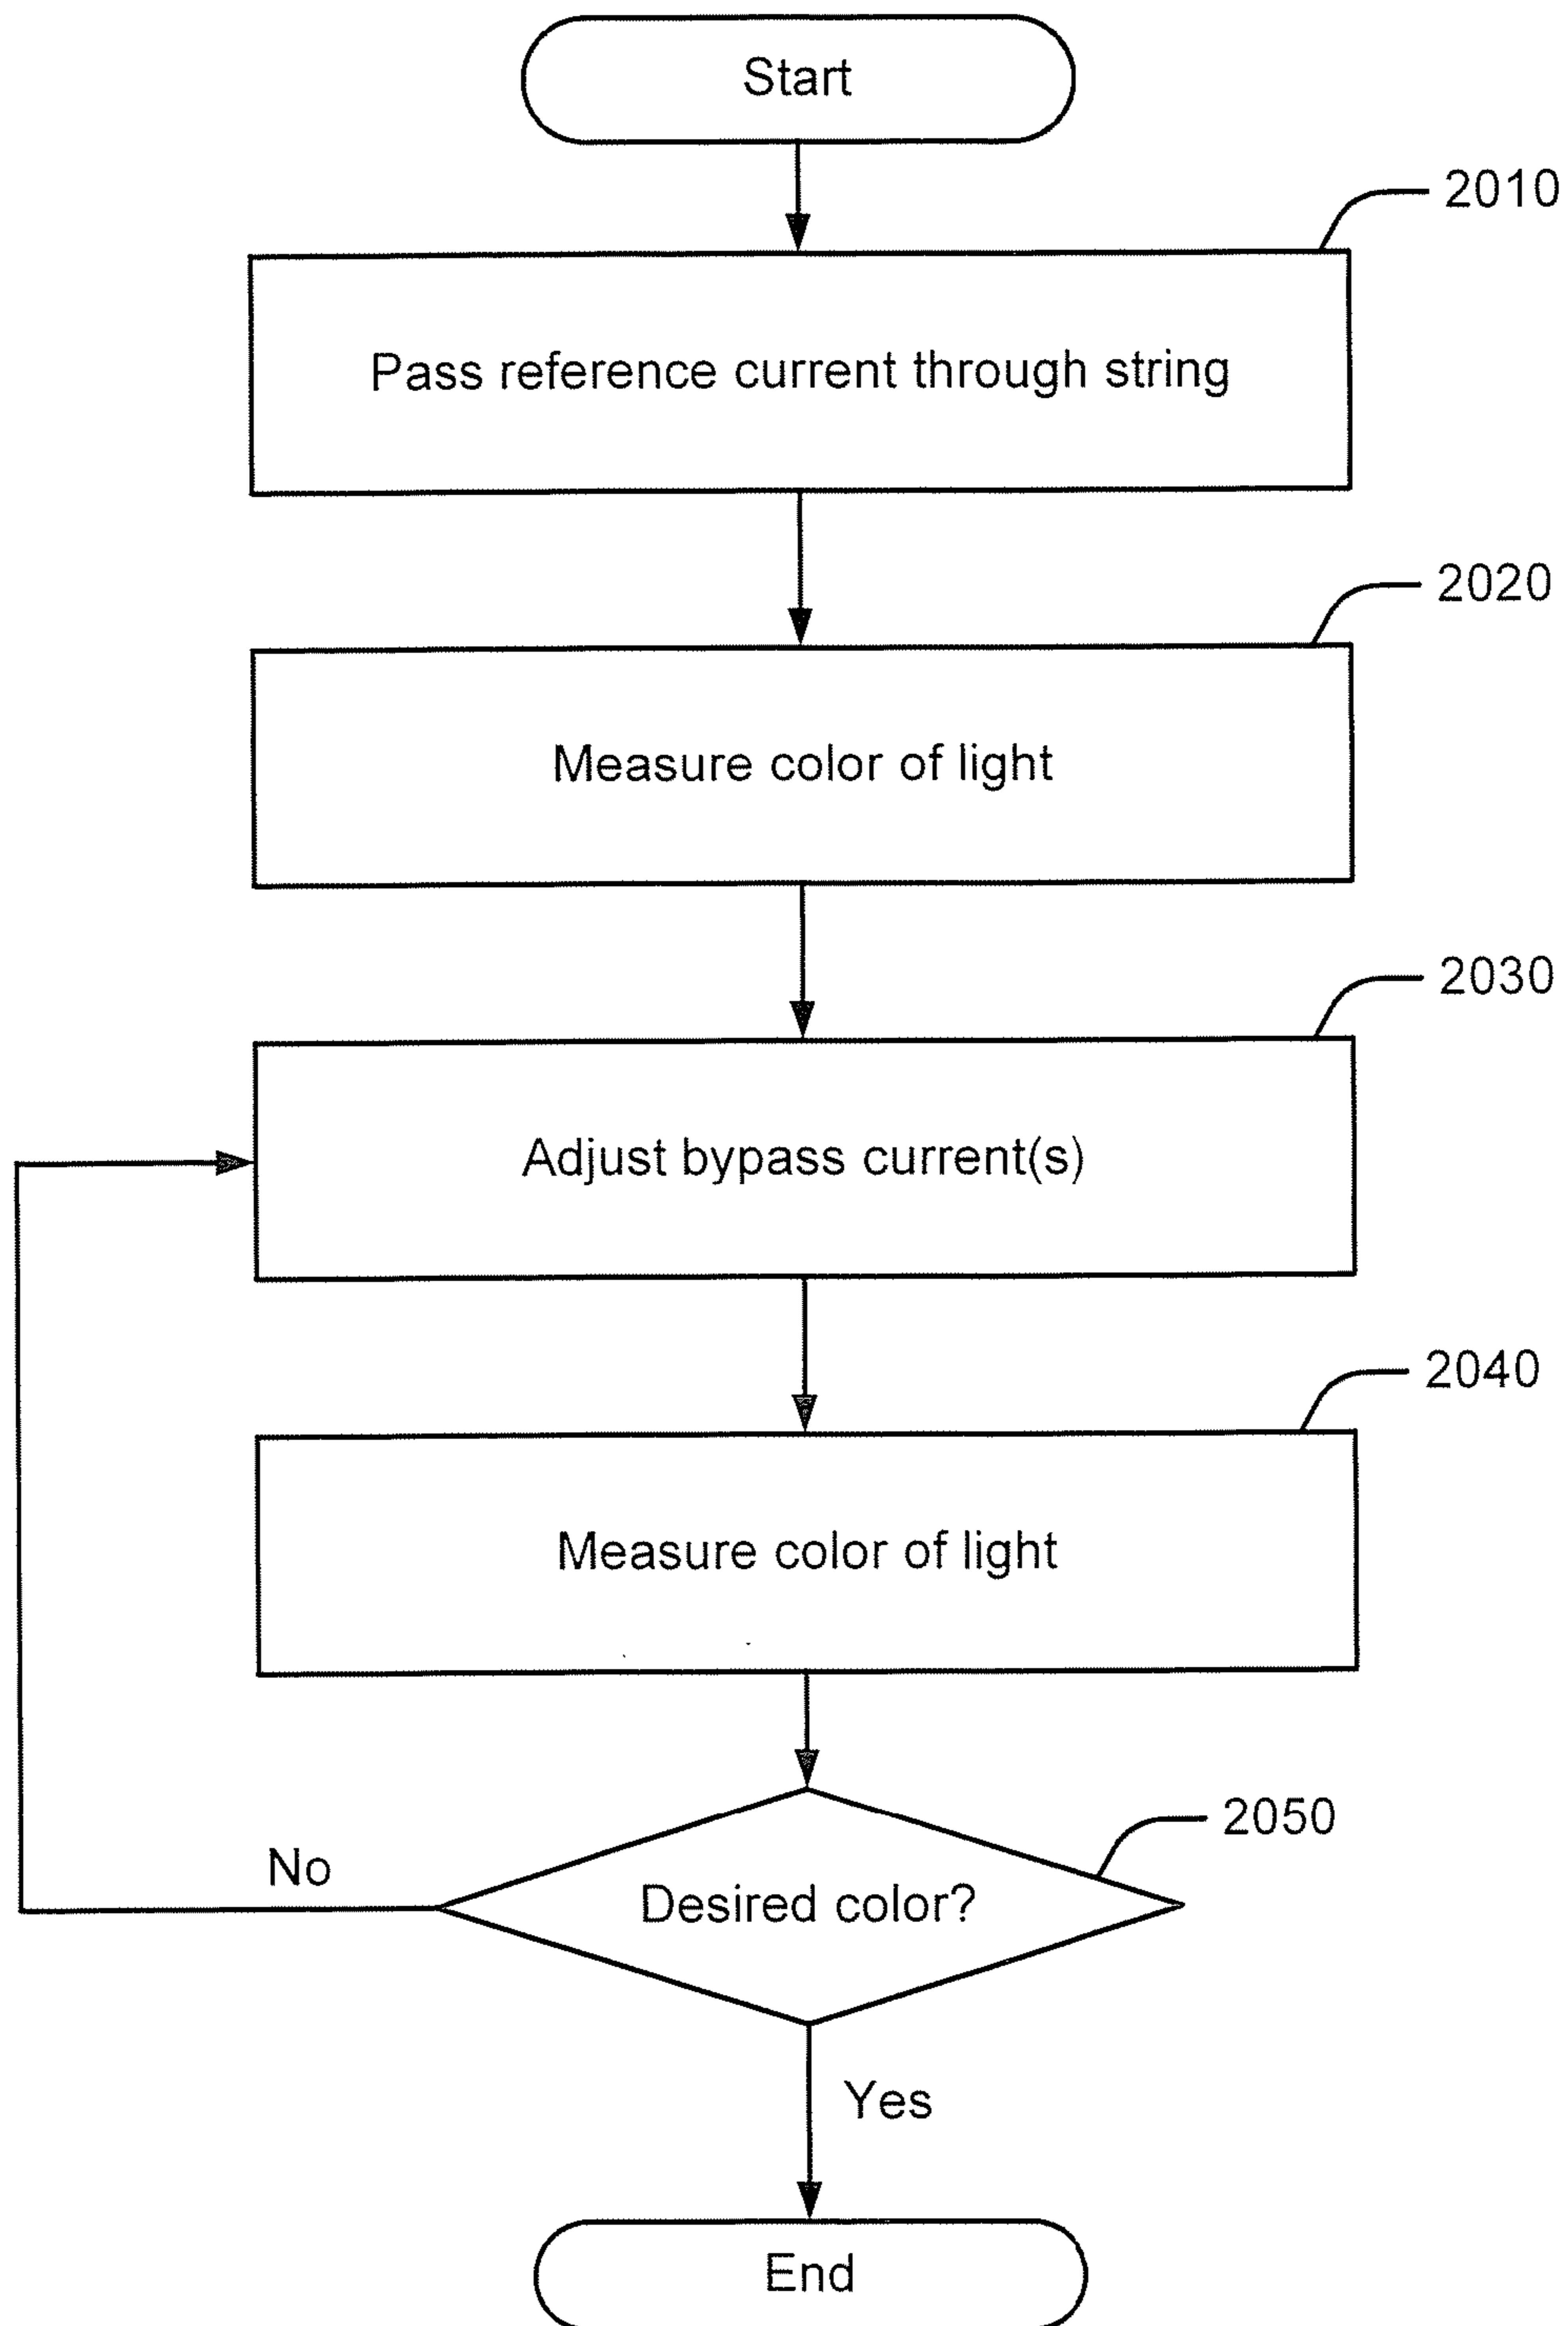 Start
2010
Pass reference current through string
2020
Measure color of light
2030
Adjust bypass current(s)
2040
Measure color of light
2050
No
Desired color?
Yes
End